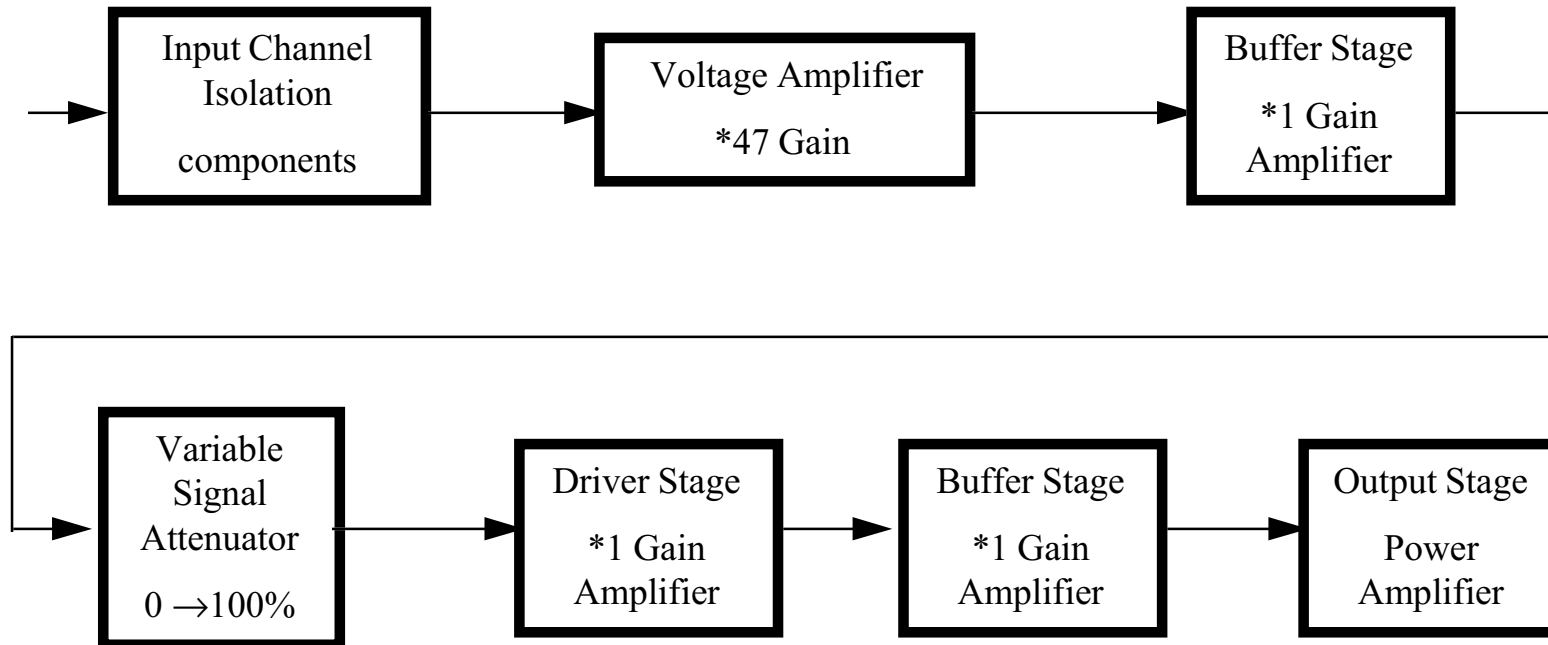 Input Channel
Isolation
components
Voltage Amplifier
*47 Gain
Buffer Stage
*1 Gain
Amplifier
Variable
Signal
Attenuator
0 →100%
Driver Stage
*1 Gain
Amplifier
Buffer Stage
*1 Gain
Amplifier
Output Stage
Power
Amplifier